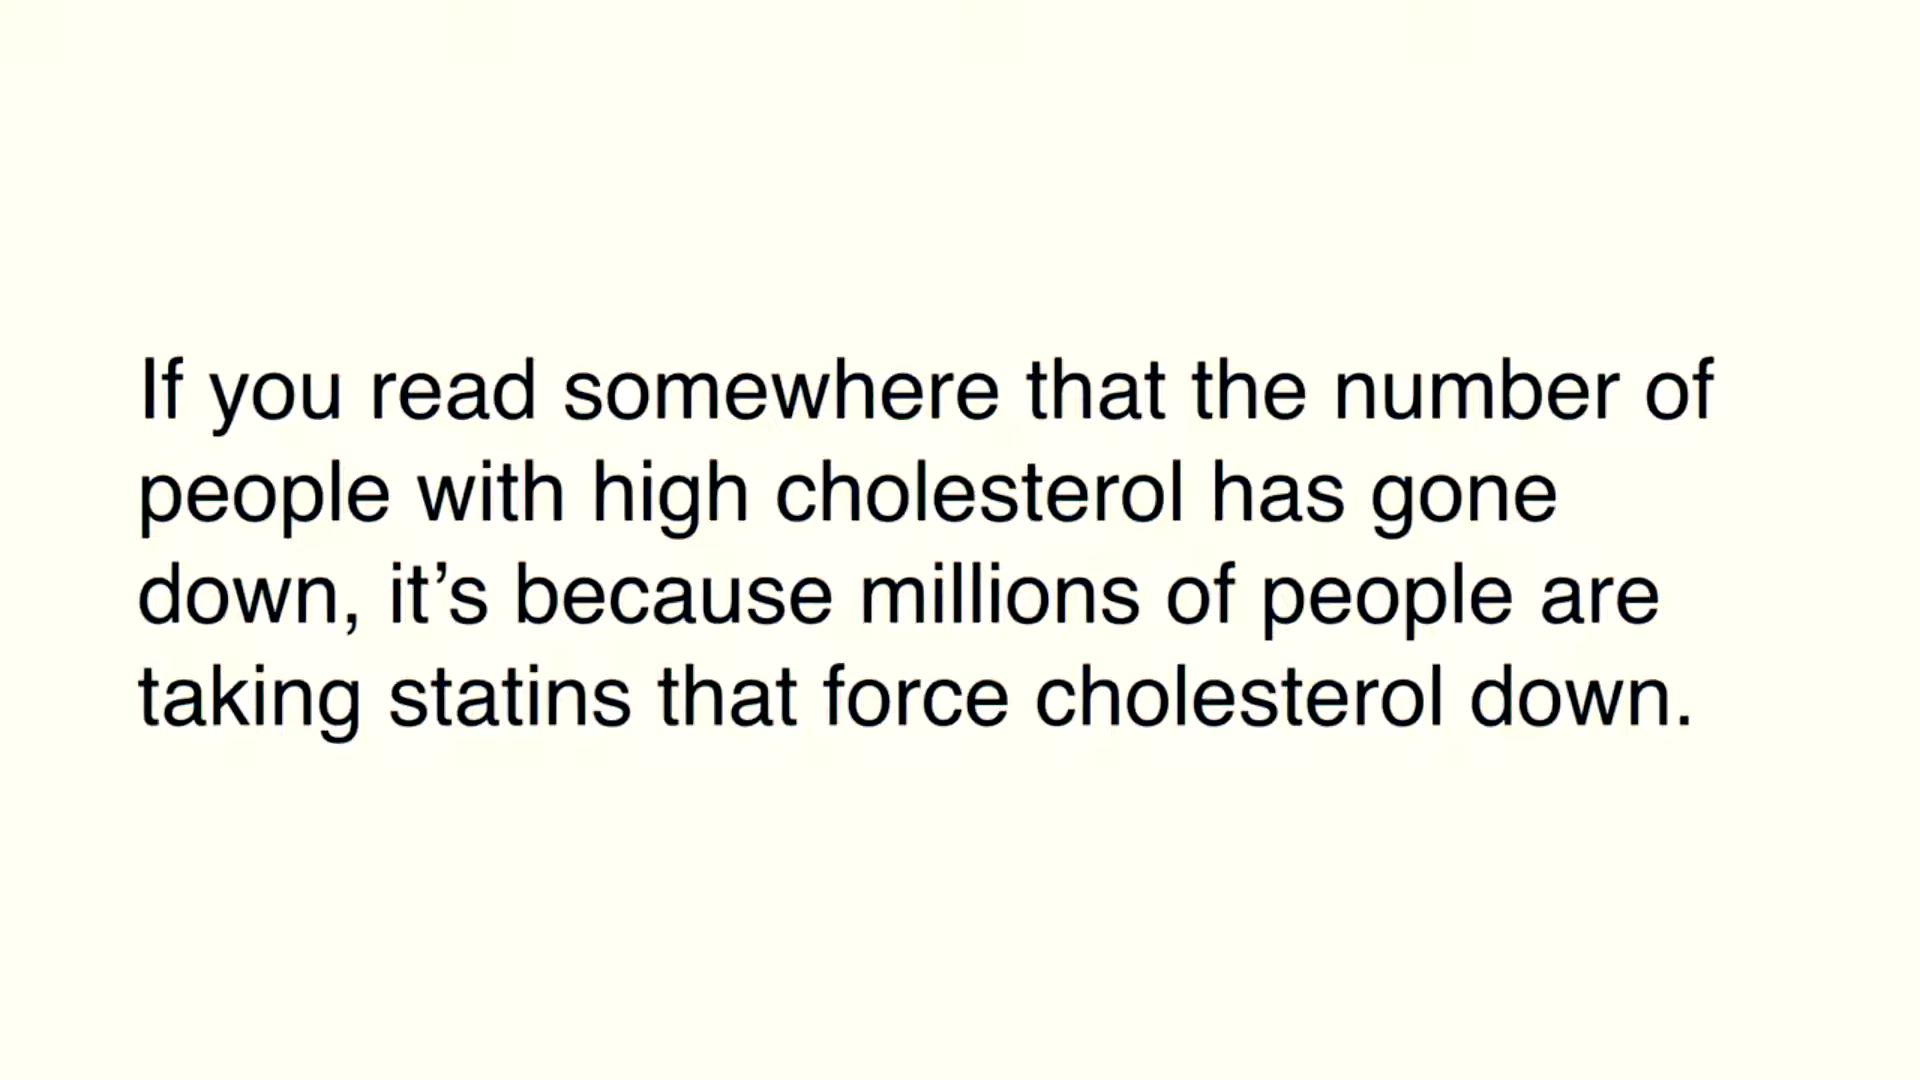 If you read somewhere that the number of
people with high cholesterol has gone
down, it’s because millions of people are
taking statins that force cholesterol down.